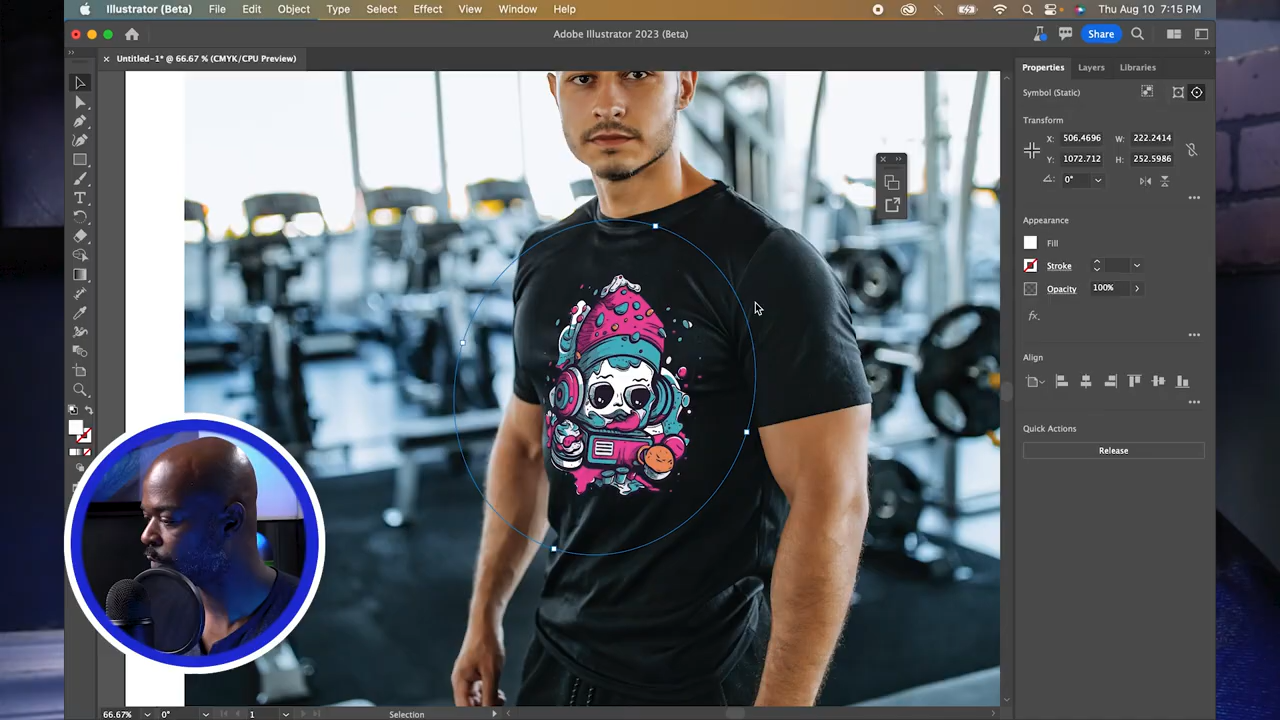 Illustrator (Beta) File Edit Object Type Select Effect View Window Help Thu Aug 10 7:15 PM
Adobe Illustrator 2023 (Beta)
Share
Untitled-1* @ 66.67 % (CMYK/CPU Preview)
Properties Layers Libraries
Symbol (Static)
Transform
X: 506.4696 W: 222.2414
Y: 1072.712 H: 252.5986
0°
Appearance
Fill
Stroke
Opacity 100%
fx.
Align
Quick Actions
Release
66.67% 0° 1 Selection